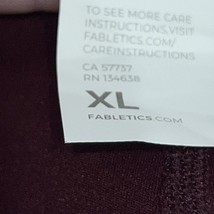 TO SEE MORE CARE
INSTRUCTIONS, VISIT
FABLETICS.COM/
CAREINSTRUCTIONS
CA 57737
RN 134638
XL
FABLETICS.COM